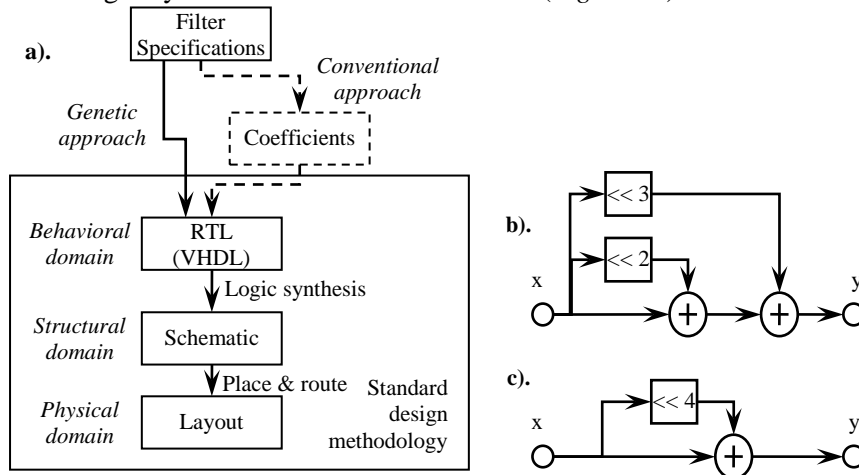 Filter
Specifications
a).
Conventional
approach
Genetic
approach
Coefficients
Behavioral
domain
RTL
(VHDL)
Logic synthesis
Structural
domain
Schematic
Place & route
Physical
domain
Layout
Standard
design
methodology
b).
<< 3
<< 2
x
+
+
y
c).
<< 4
x
+
y